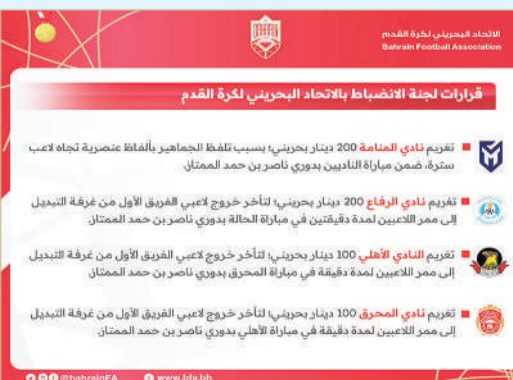 الاتحاد البحريني لكرة القدم
Bahrain Football Association
قرارات لجنة الانضباط بالاتحاد البحريني لكرة القدم
تغريم نادي المنامة 200 دينار بحريني؛ بسبب تلفظ الجماهير بألفاظ عنصرية تجاه لاعب
سترة، ضمن مباراة الناديين بدوري ناصر بن حمد الممتاز.
تغريم نادي الرفاع 200 دينار بحريني؛ لتأخر خروج لاعبي الفريق الأول من غرفة التبديل
إلى ممر اللاعبين لمدة دقيقتين في مباراة الحالة بدوري ناصر بن حمد الممتاز.
تغريم النادي الأهلي 100 دينار بحريني؛ لتأخر خروج لاعبي الفريق الأول من غرفة التبديل
إلى ممر اللاعبين لمدة دقيقة في مباراة المحرق بدوري ناصر بن حمد الممتاز.
تغريم نادي المحرق 100 دينار بحريني؛ لتأخر خروج لاعبي الفريق الأول من غرفة التبديل
إلى ممر اللاعبين لمدة دقيقة في مباراة الأهلي بدوري ناصر بن حمد الممتاز.
@bahrainFA www.bfa.bh